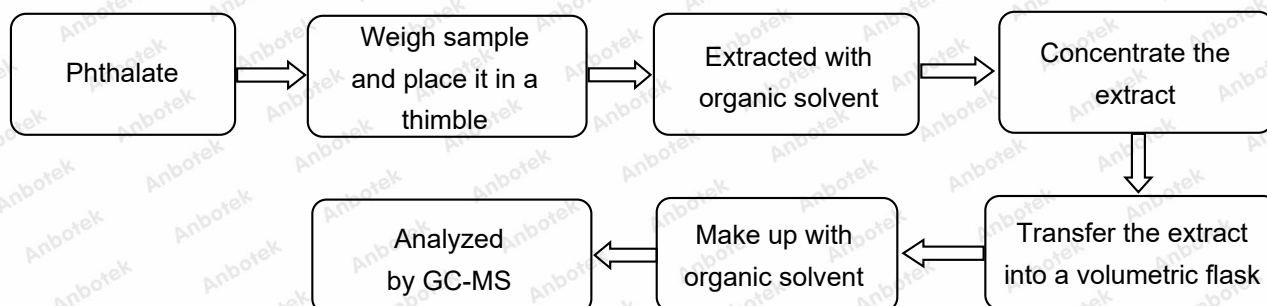 Phthalate
Weigh sample
and place it in a
thimble
Extracted with
organic solvent
Concentrate the
extract
Transfer the extract
into a volumetric flask
Make up with
organic solvent
Analyzed
by GC-MS
Anbotek